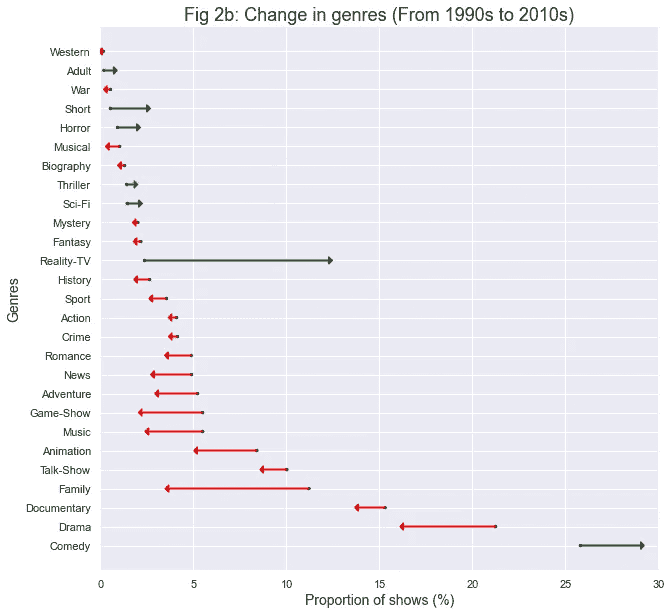 Fig 2b: Change in genres (From 1990s to 2010s)
Genres
Western
Adult
War
Short
Horror
Musical
Biography
Thriller
Sci-Fi
Mystery
Fantasy
Reality-TV
History
Sport
Action
Crime
Romance
News
Adventure
Game-Show
Music
Animation
Talk-Show
Family
Documentary
Drama
Comedy
0 5 10 15 20 25 30
Proportion of shows (%)